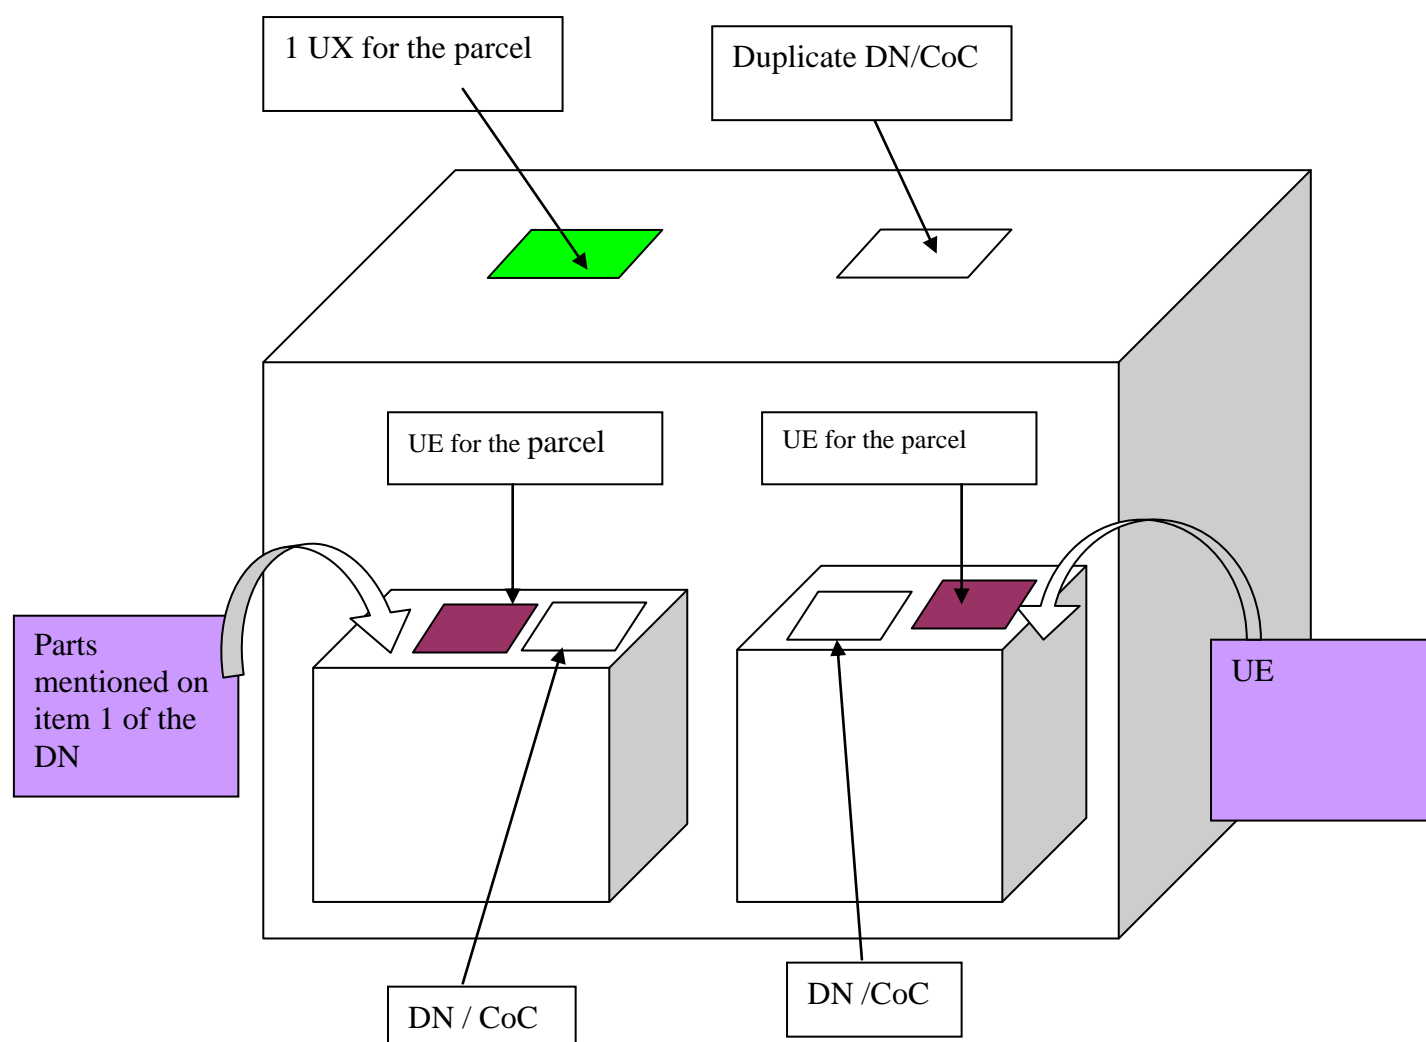 1 UX for the parcel
Duplicate DN/CoC
UE for the parcel
UE for the parcel
Parts
mentioned on
item 1 of the
DN
UE
DN / CoC
DN /CoC